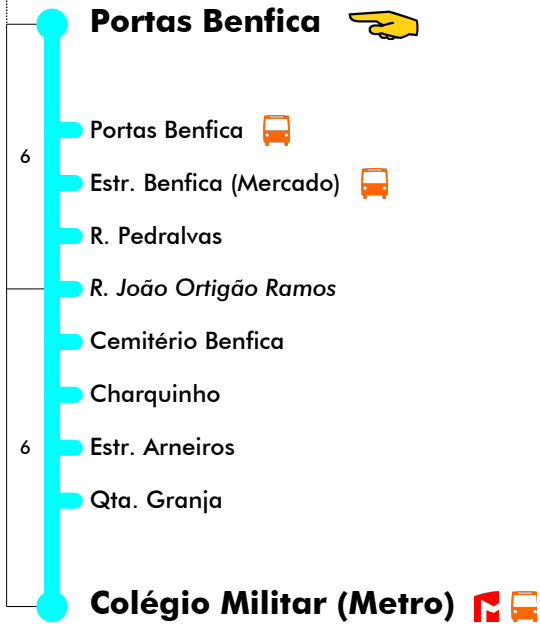 Portas Benfica
Portas Benfica
6
Estr. Benfica (Mercado)
R. Pedralvas
R. João Ortigão Ramos
Cemitério Benfica
Charquinho
6
Estr. Arneiros
Qta. Granja
Colégio Militar (Metro)